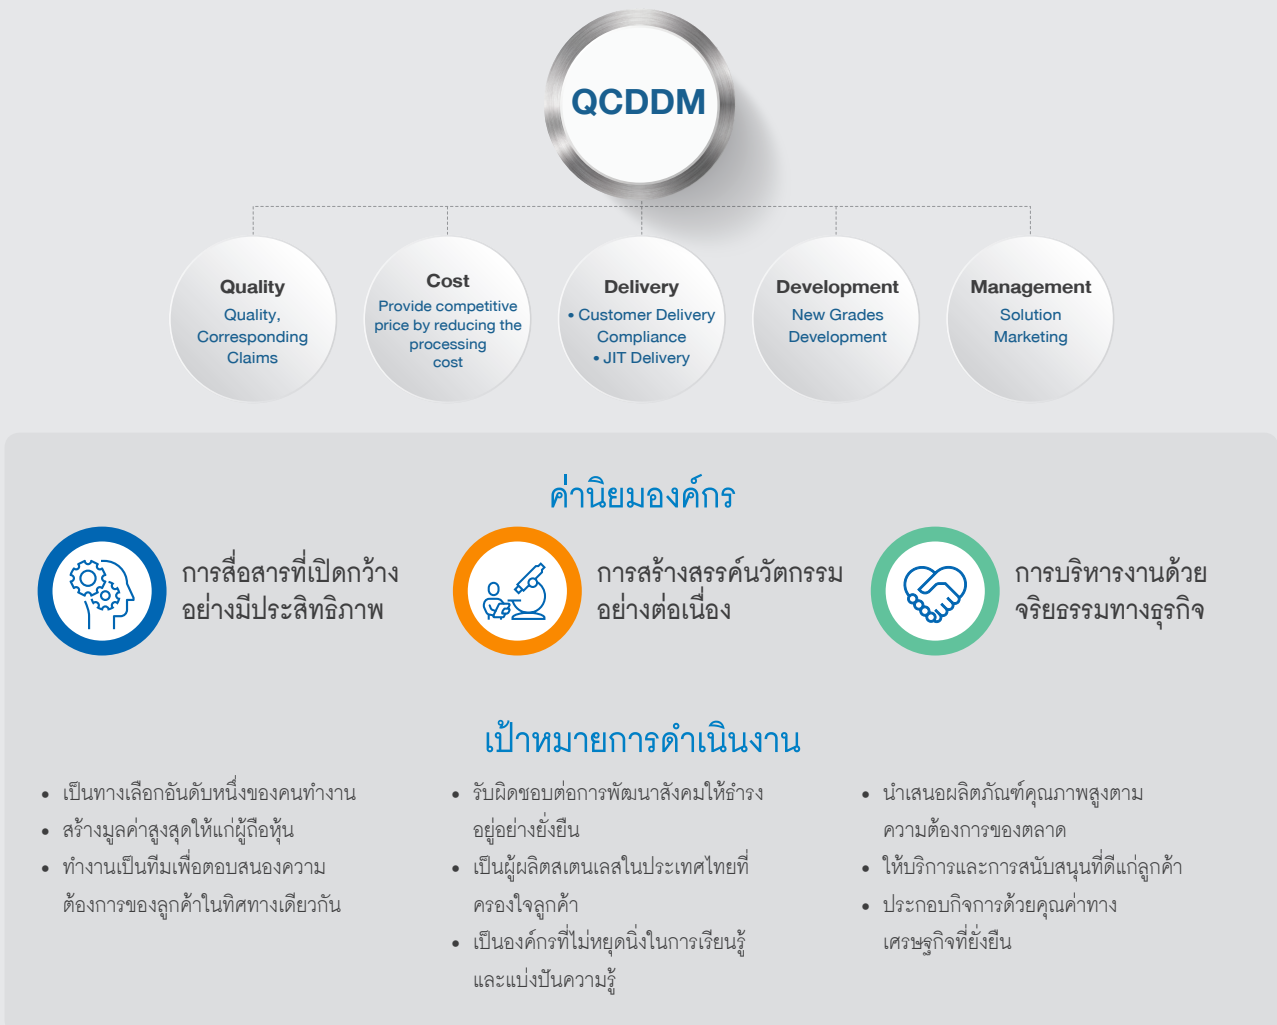 QCDDM
Quality
Quality,
Corresponding
Claims
Cost
Provide competitive
price by reducing the
processing
cost
Delivery
• Customer Delivery
Compliance
• JIT Delivery
Development
New Grades
Development
Management
Solution
Marketing
ค่านิยมองค์กร
การสื่อสารที่เปิดกว้าง
อย่างมีประสิทธิภาพ
การสร้างสรรค์นวัตกรรม
อย่างต่อเนื่อง
การบริหารงานด้วย
จริยธรรมทางธุรกิจ
เป้าหมายการดำเนินงาน
• เป็นทางเลือกอันดับหนึ่งของคนทำงาน
• สร้างมูลค่าสูงสุดให้แก่ผู้ถือหุ้น
• ทำงานเป็นทีมเพื่อตอบสนองความ
ต้องการของลูกค้าในทิศทางเดียวกัน
• รับผิดชอบต่อการพัฒนาสังคมให้ธำรง
อยู่อย่างยั่งยืน
• เป็นผู้ผลิตสเตนเลสในประเทศไทยที่
ครองใจลูกค้า
• เป็นองค์กรที่ไม่หยุดนิ่งในการเรียนรู้
และแบ่งปันความรู้
• นำเสนอผลิตภัณฑ์คุณภาพสูงตาม
ความต้องการของตลาด
• ให้บริการและการสนับสนุนที่ดีแก่ลูกค้า
• ประกอบกิจการด้วยคุณค่าทาง
เศรษฐกิจที่ยั่งยืน